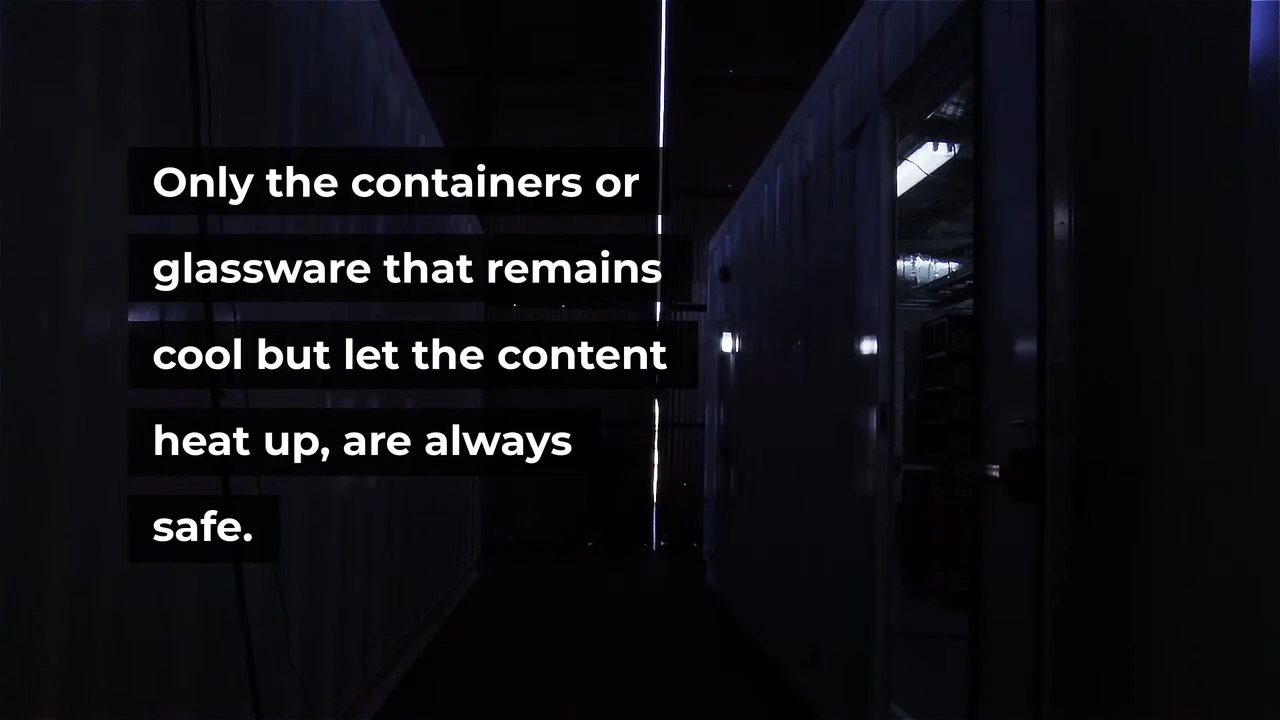 Only the containers or
glassware that remains
cool but let the content
heat up, are always
safe.